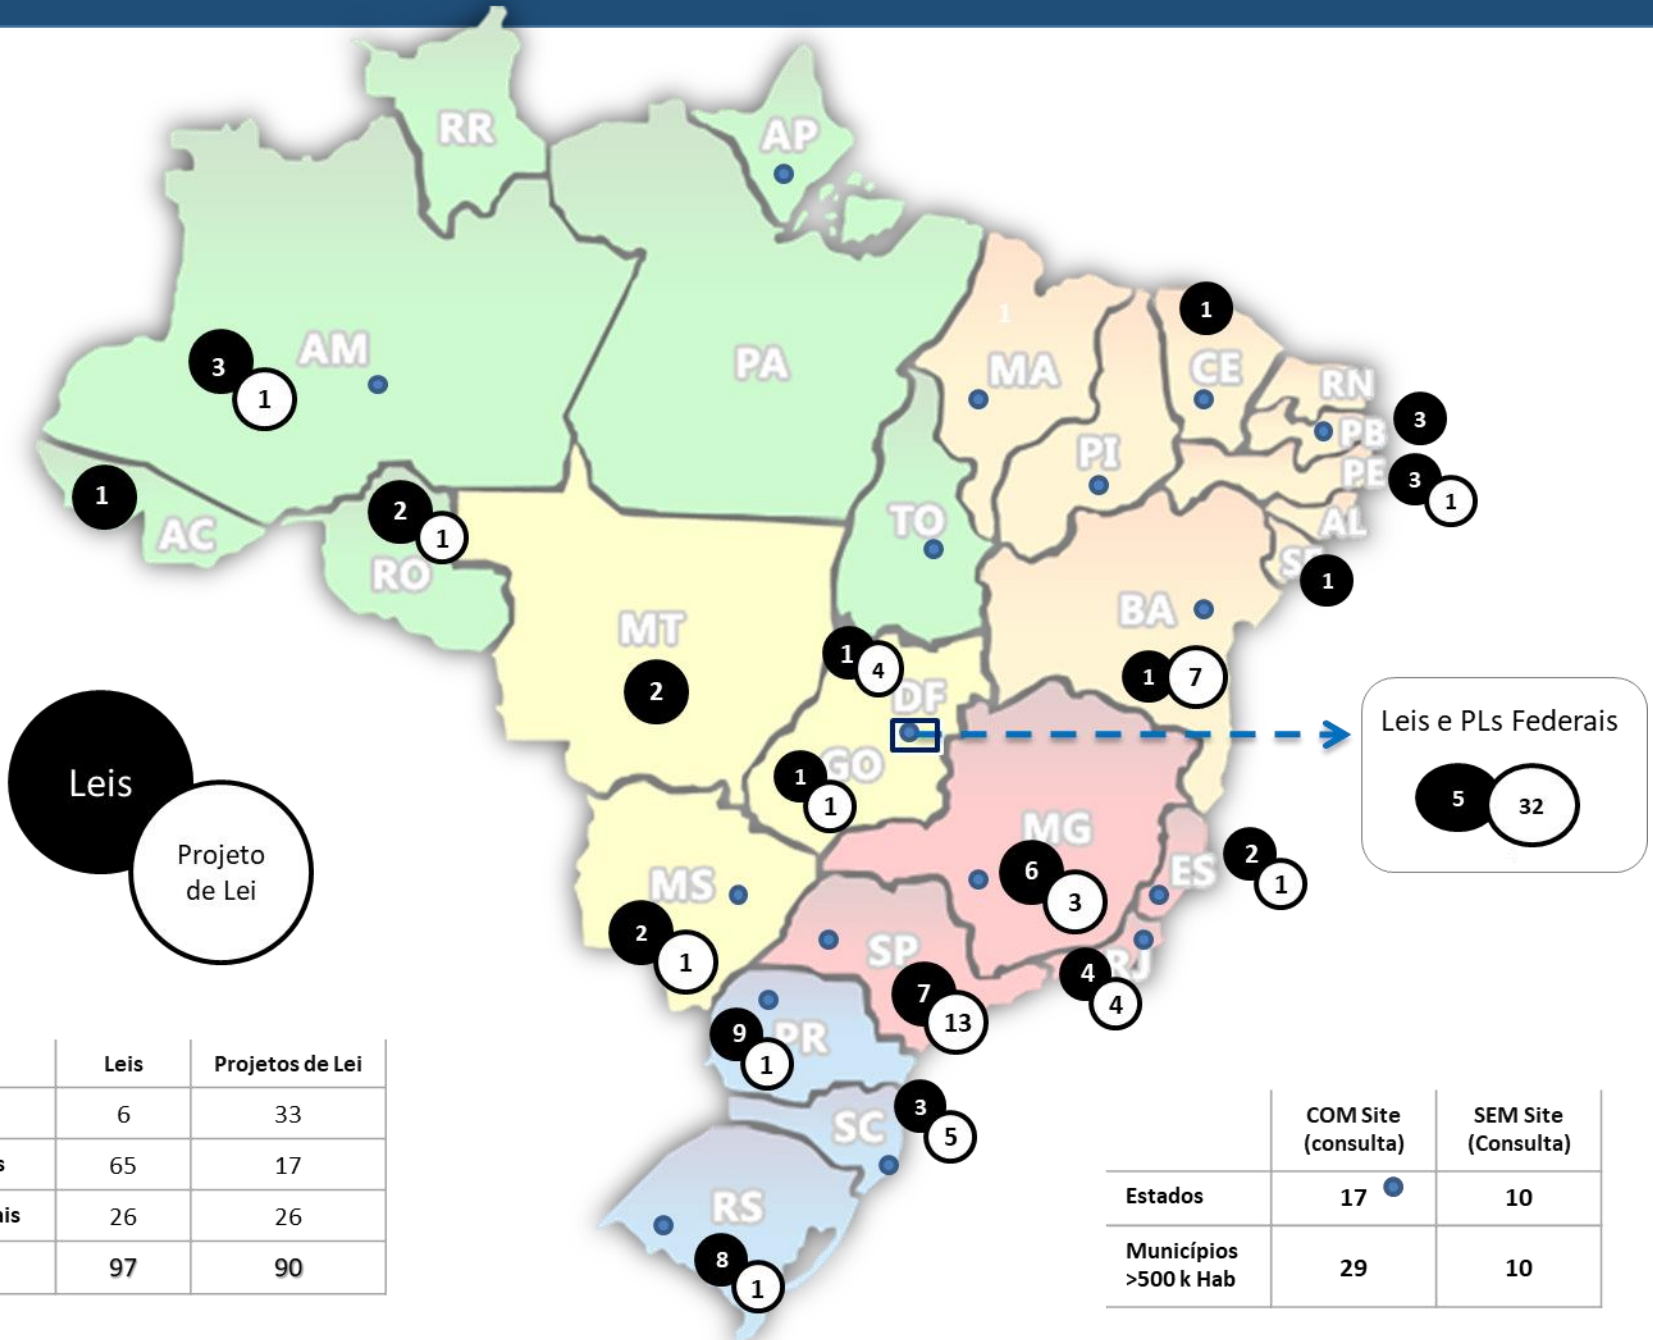 RR
AP
AM
3
1
PA
1
MA
1
CE
RN
3
PB
PI
PE
3
1
1
AC
2
1
RO
TO
AL
SE
1
MT
2
BA
1
7
1
4
DF
Leis e PLs Federais
5
32
1
GO
1
Leis
Projeto
de Lei
MG
6
3
ES
2
1
MS
2
1
SP
7
13
RJ
4
4
9
PR
1
SC
3
5
RS
8
1
Leis Projetos de Lei
6 33
s 65 17
ais 26 26
97 90
COM Site SEM Site
(consulta) (Consulta)
Estados 17 10
Municípios
>500 k Hab 29 10